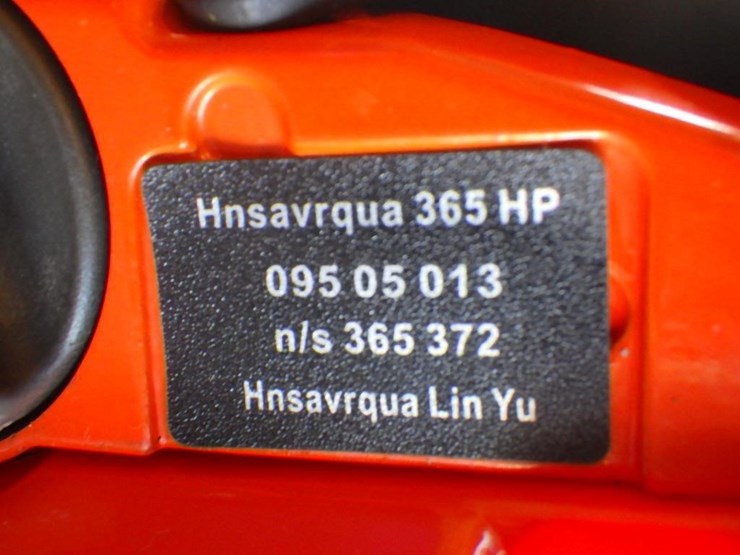 Hnsavrqua 365 HP
095 05 013
n/s 365 372
Hnsavrqua Lin Yu